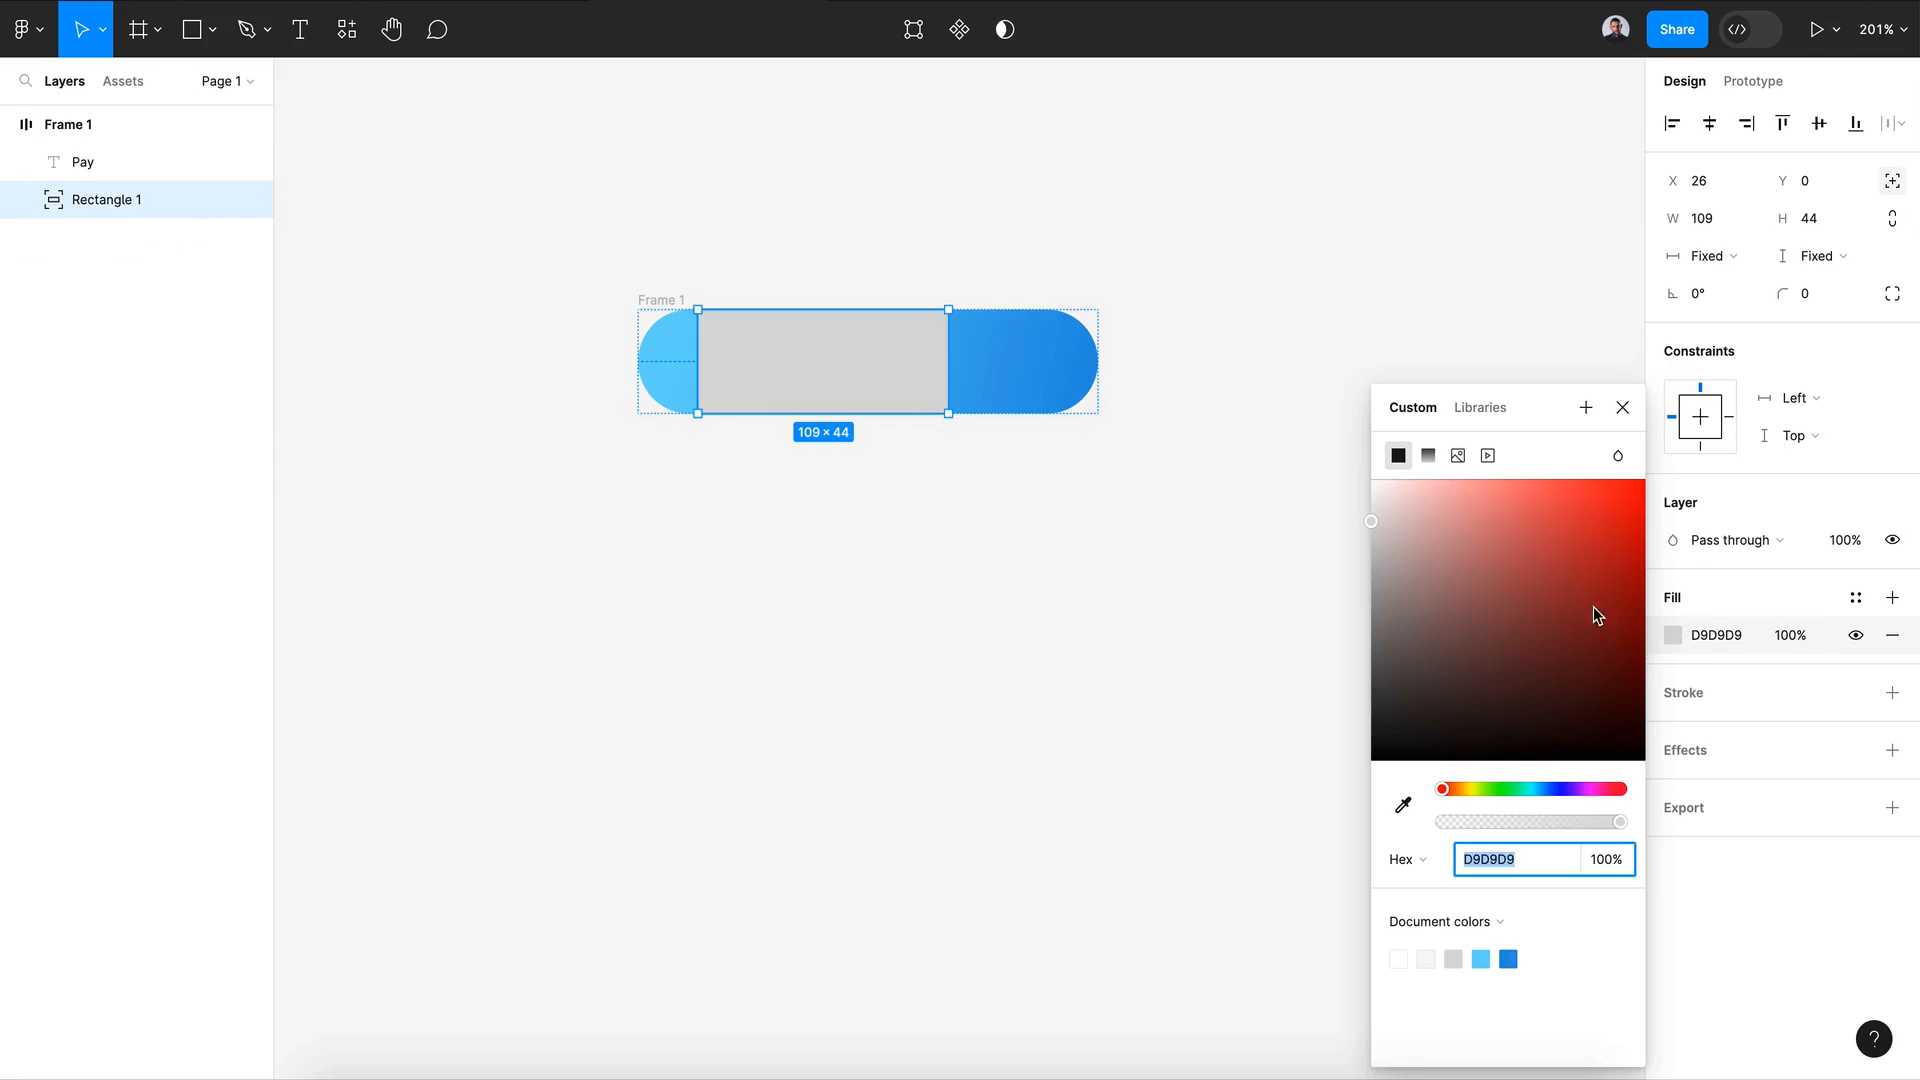 Share
201%
Layers
Assets
Page 1
Design
Prototype
Frame 1
Pay
Rectangle 1
X 26
Y 0
W 109
H 44
Fixed
Fixed
0°
0
Constraints
Left
Top
Frame 1
109 × 44
Custom
Libraries
Layer
Pass through
100%
Fill
D9D9D9
100%
Stroke
Effects
Export
Hex
D9D9D9
100%
Document colors
?